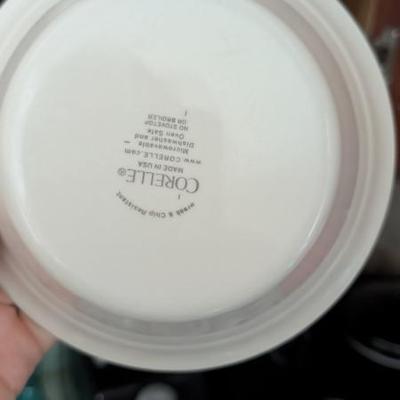 Break & Chip Resistant
CORELLE®
MADE IN USA
www.CORELLE.com
Microwavable -
Dishwasher and
Oven Safe
NO STOVETOP
OR BROILER